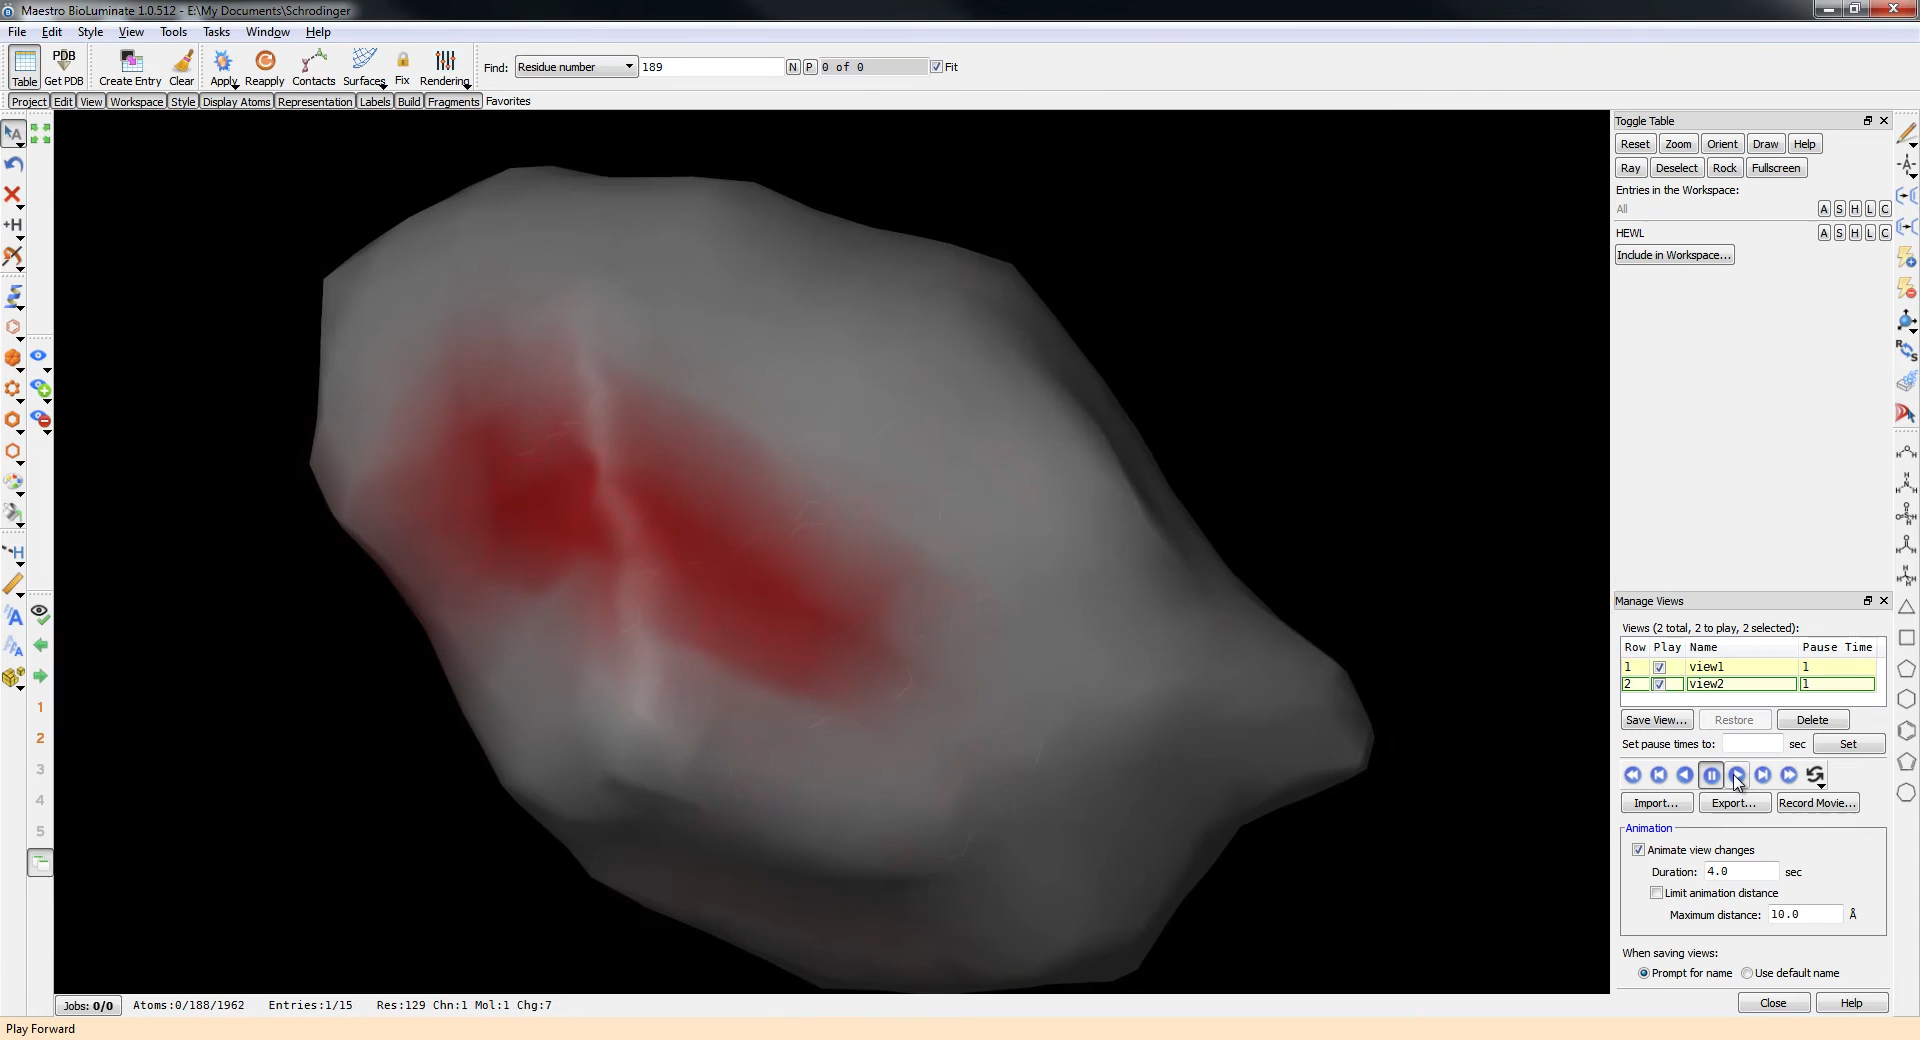 Maestro BioLuminate 1.0.512 - E:\My Documents\Schrodinger
File Edit Style View Tools Tasks Window Help
Table
PDB
Get PDB
Create Entry
Clear
Apply
Reapply
Contacts
Surfaces
Fix
Rendering
Find: Residue number 189 N P 0 of 0 Fit
Project Edit View Workspace Style Display Atoms Representation Labels Build Fragments Favorites
Toggle Table
Reset Zoom Orient Draw Help
Ray Deselect Rock Fullscreen
Entries in the Workspace:
All A S H L C
HEWL A S H L C
Include in Workspace...
+H
H
A
1
2
3
4
5
R
S
Manage Views
Views (2 total, 2 to play, 2 selected):
Row Play Name Pause Time
1 view1 1
2 view2 1
Save View... Restore Delete
Set pause times to: sec Set
Import... Export... Record Movie...
Animation
Animate view changes
Duration: 4.0 sec
Limit animation distance
Maximum distance: 10.0 Å
When saving views:
Prompt for name Use default name
Close Help
Jobs: 0/0 Atoms:0/188/1962 Entries:1/15 Res:129 Chn:1 Mol:1 Chg:7
Play Forward